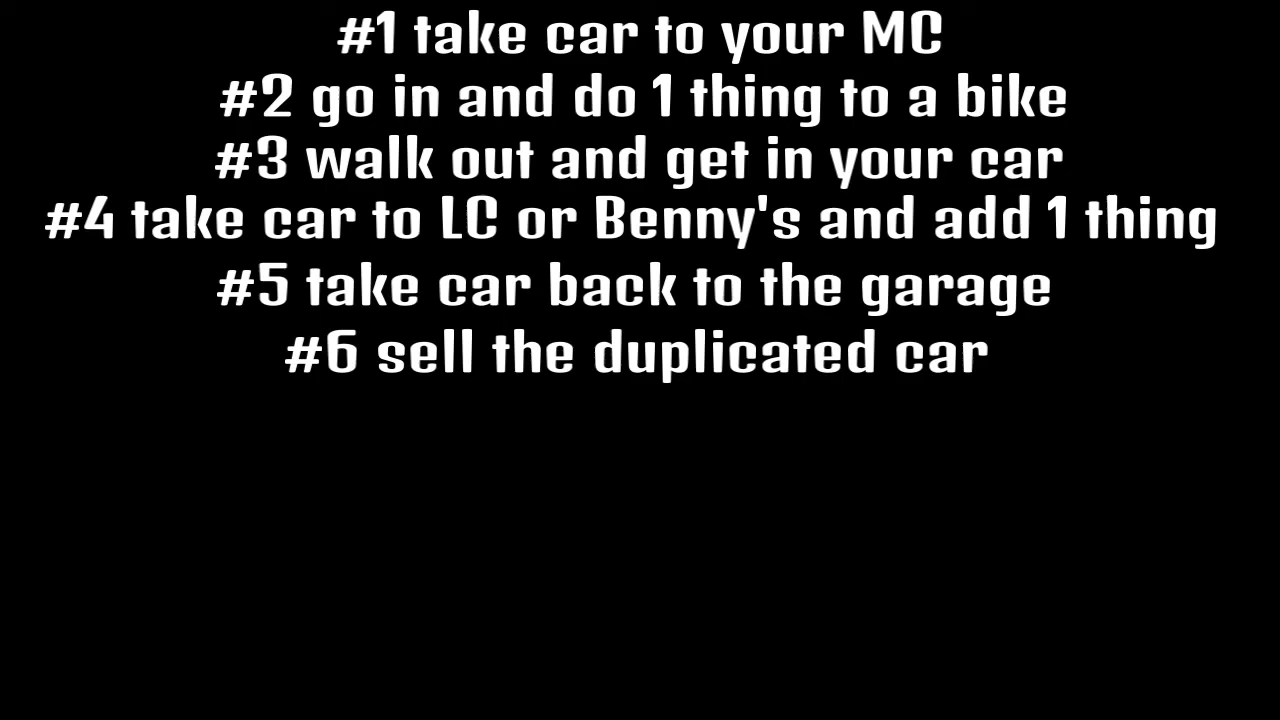 #1 take car to your MC
#2 go in and do 1 thing to a bike
#3 walk out and get in your car
#4 take car to LC or Benny's and add 1 thing
#5 take car back to the garage
#6 sell the duplicated car